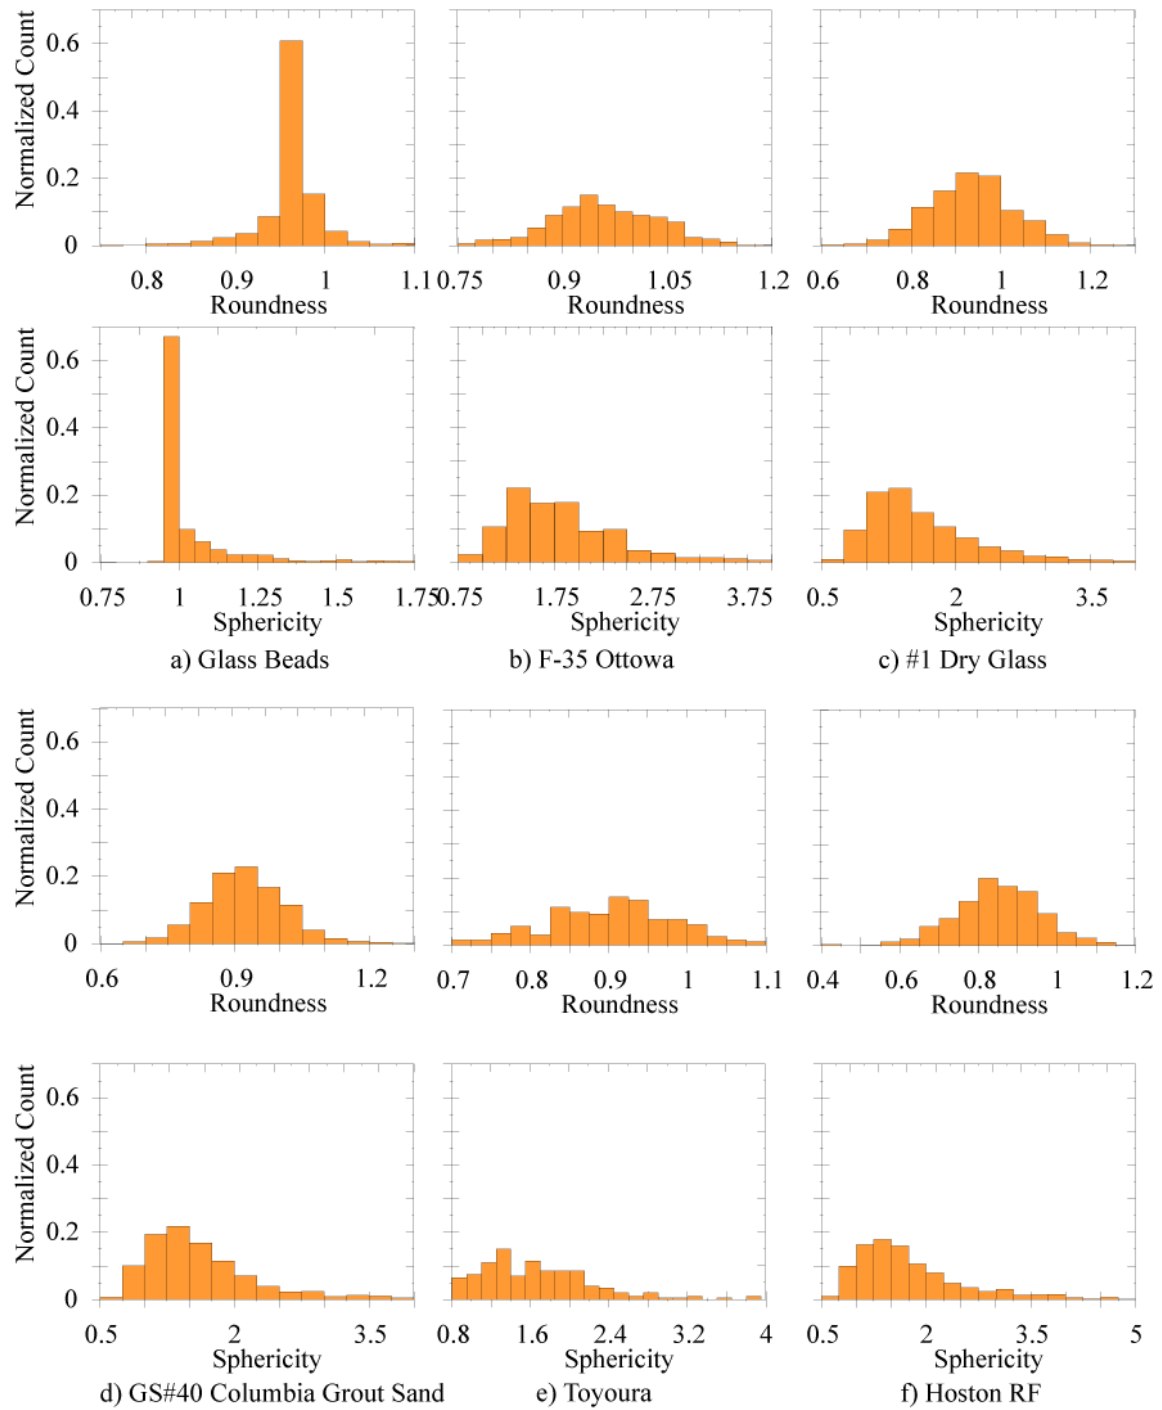 Normalized Count
0.6
0.4
0.2
0
0.8 0.9 1 1.1
Roundness
0.75 0.9 1.05 1.2
Roundness
0.6 0.8 1 1.2
Roundness
Normalized Count
0.6
0.4
0.2
0
0.75 1 1.25 1.5 1.75
Sphericity
0.75 1.75 2.75 3.75
Sphericity
0.5 2 3.5
Sphericity
a) Glass Beads
b) F-35 Ottowa
c) #1 Dry Glass
Normalized Count
0.6
0.4
0.2
0
0.6 0.9 1.2
Roundness
0.7 0.8 0.9 1 1.1
Roundness
0.4 0.6 0.8 1 1.2
Roundness
Normalized Count
0.6
0.4
0.2
0
0.5 2 3.5
Sphericity
0.8 1.6 2.4 3.2 4
Sphericity
0.5 2 3.5 5
Sphericity
d) GS#40 Columbia Grout Sand
e) Toyoura
f) Hoston RF